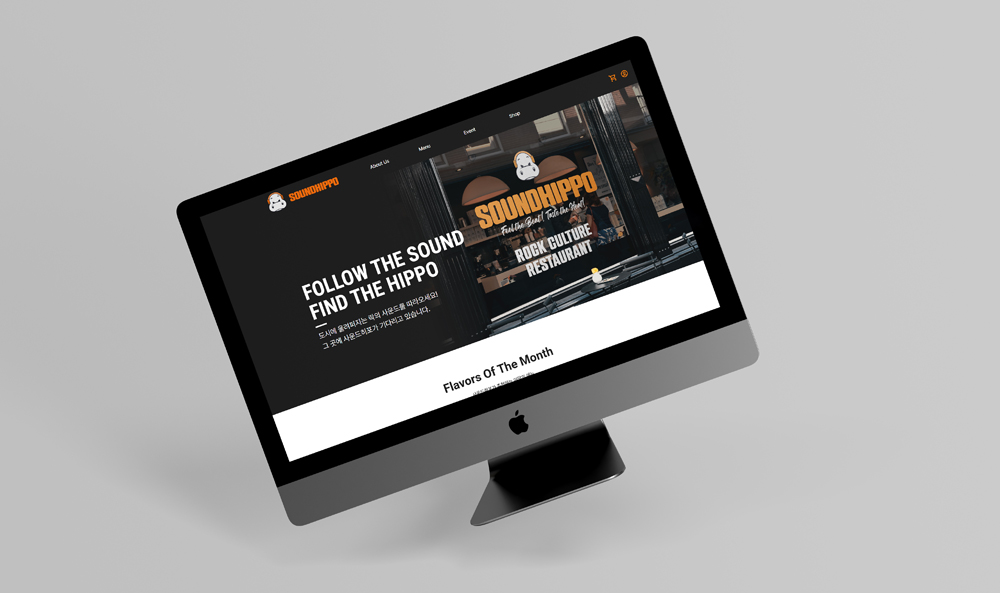 About Us
Menu
Event
Shop
SOUNDHIPPO
SOUNDHIPPO
Feel the Beat! Taste the Heat!
ROCK CULTURE
RESTAURANT
FOLLOW THE SOUND
FIND THE HIPPO
도시에 울려퍼지는 락의 사운드를 따라오세요!
그 곳에 사운드히포가 기다리고 있습니다.
Flavors Of The Month